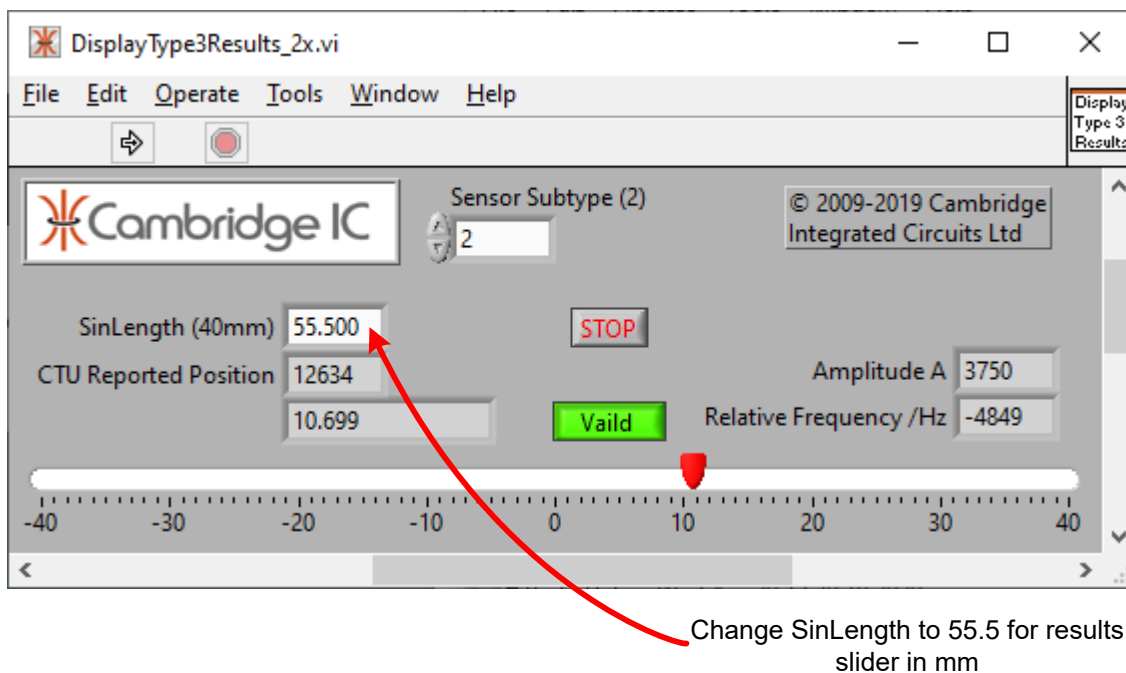 DisplayType3Results_2x.vi
File Edit Operate Tools Window Help
Display
Type 3
Results
Cambridge IC
Sensor Subtype (2)
2
© 2009-2019 Cambridge
Integrated Circuits Ltd
SinLength (40mm) 55.500
STOP
CTU Reported Position 12634
Amplitude A 3750
10.699
Vaild
Relative Frequency /Hz -4849
-40 -30 -20 -10 0 10 20 30 40
Change SinLength to 55.5 for results
slider in mm